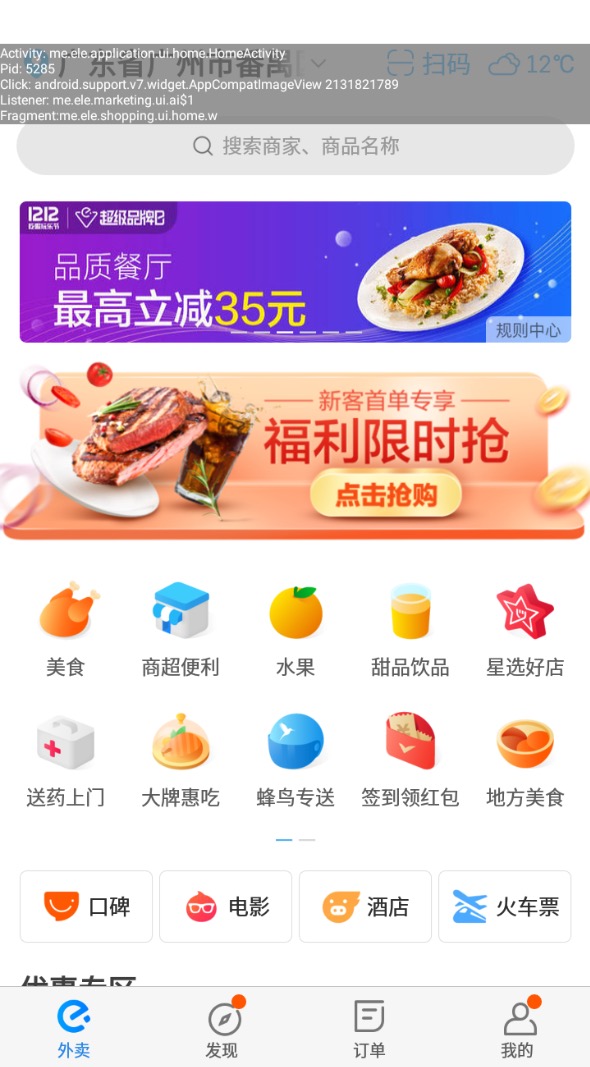 Activity: me.ele.application.ui.home.HomeActivity
Pid: 5285
Click: android.support.v7.widget.AppCompatImageView 2131821789
Listener: me.ele.marketing.ui.ai$1
Fragment:me.ele.shopping.ui.home.w
广东省广州市番禺
扫码
12℃
搜索商家、商品名称
1212
超级品牌日
品质餐厅
最高立减35元
规则中心
新客首单专享
福利限时抢
点击抢购
美食 商超便利 水果 甜品饮品 星选好店
送药上门 大牌惠吃 蜂鸟专送 签到领红包 地方美食
口碑 电影 酒店 火车票
优惠专区
外卖 发现 订单 我的